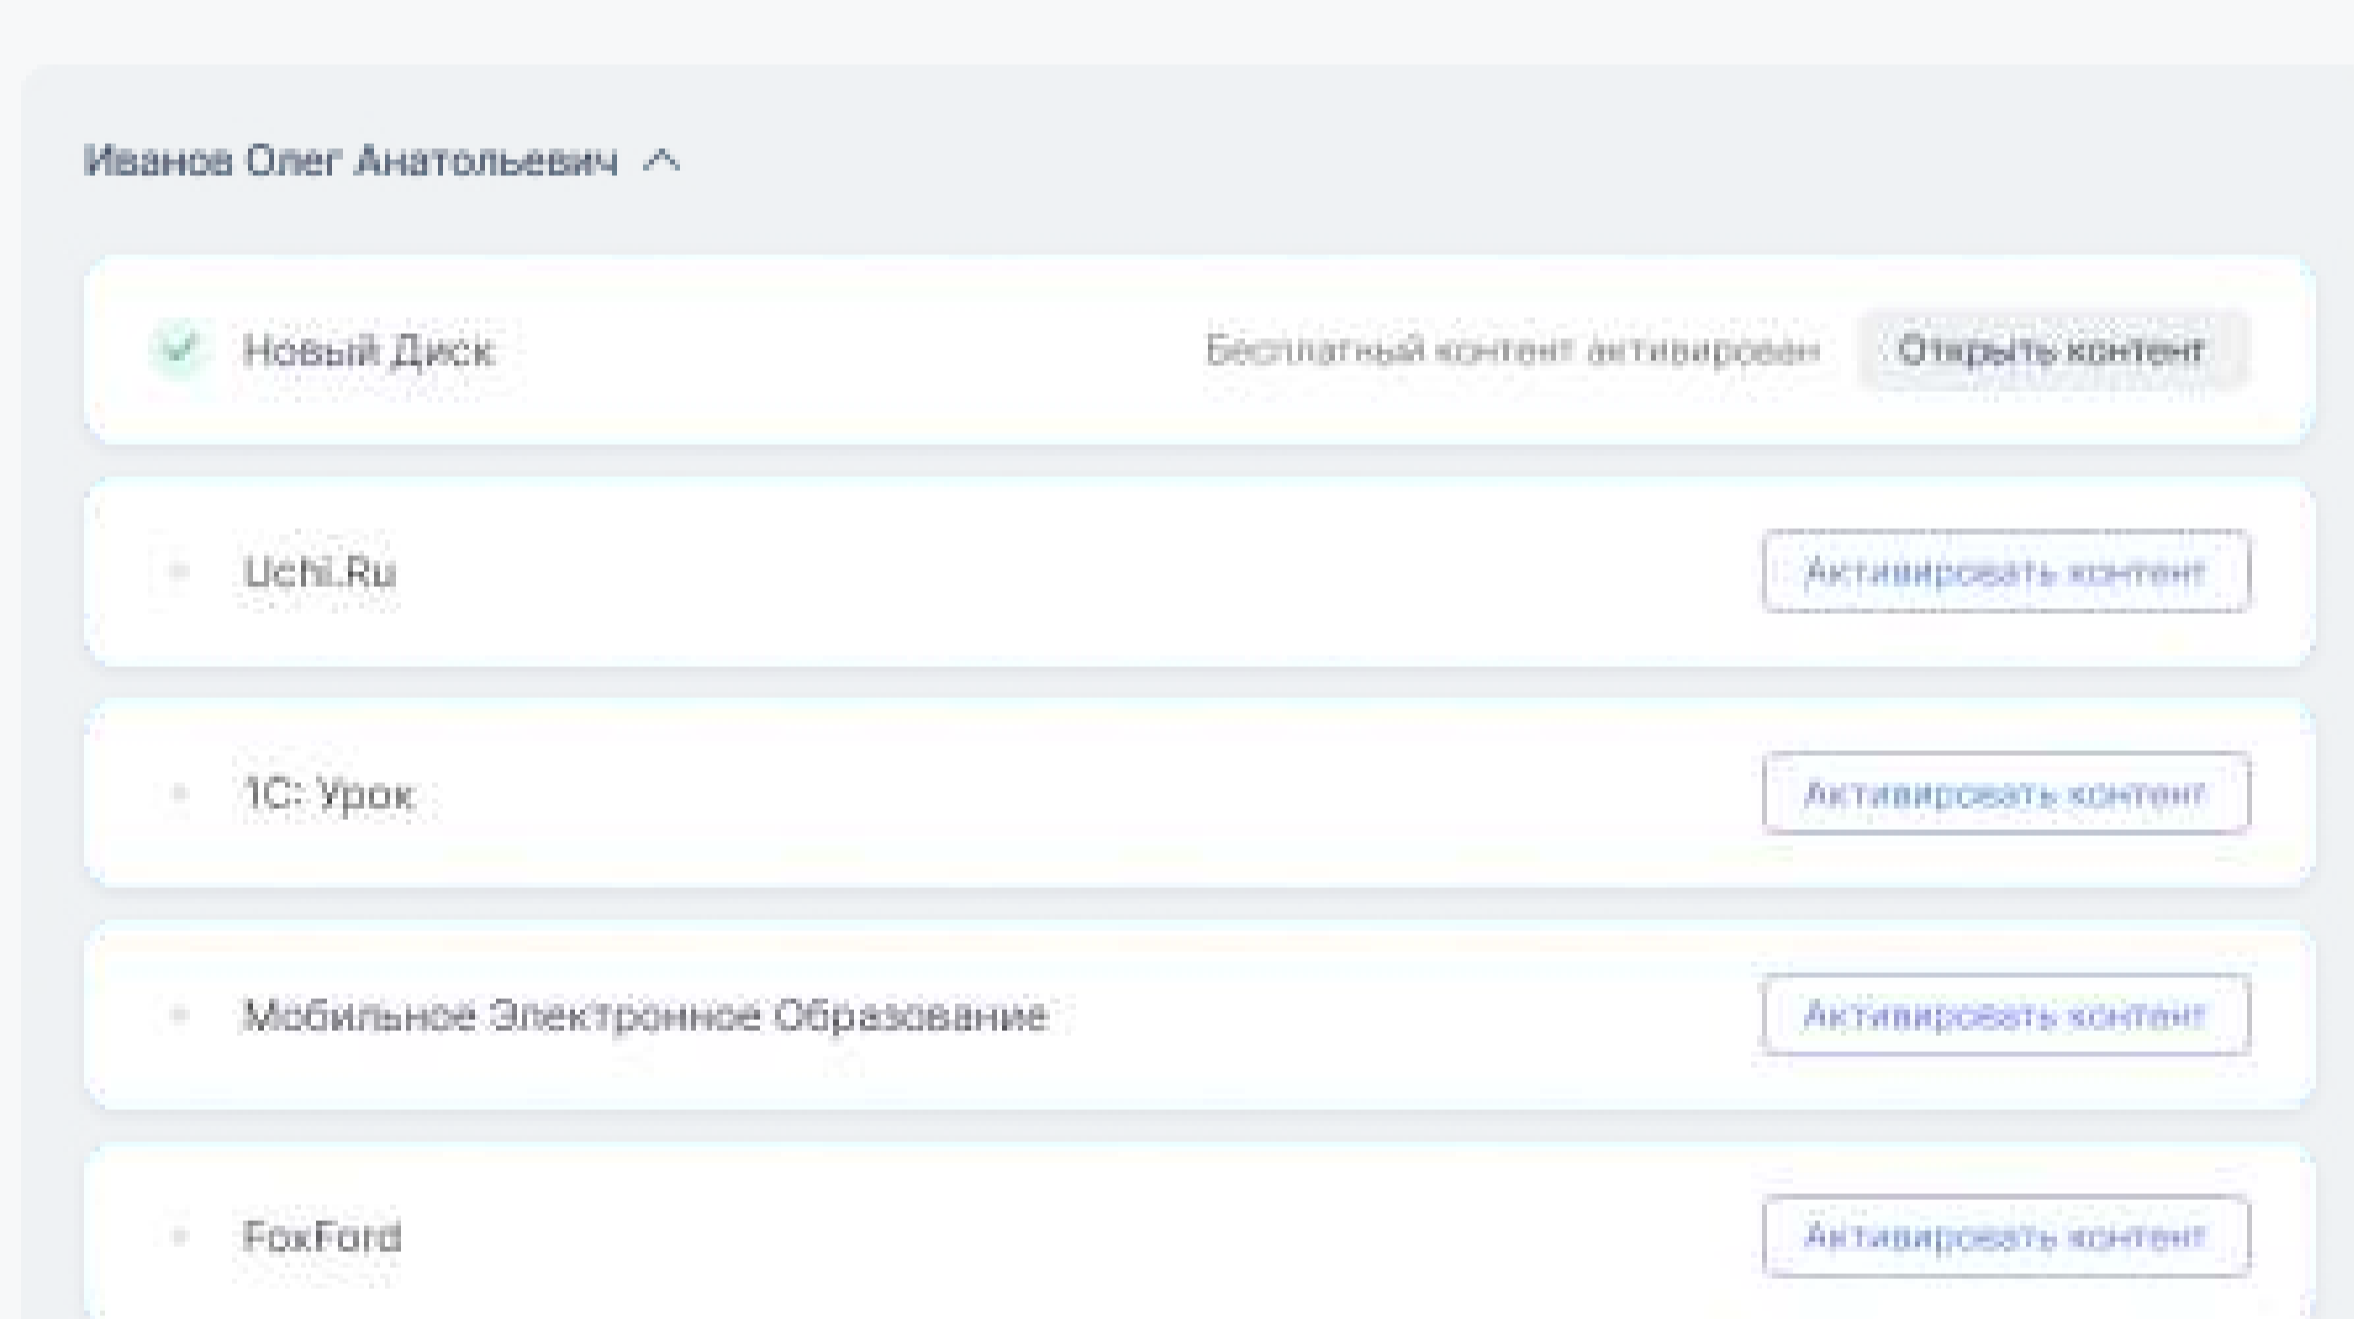 Иванов Олег Анатольевич
Новый Диск Бесплатный контент активирован Открыть контент
Uchi.Ru Активировать контент
1С: Урок Активировать контент
Мобильное Электронное Образование Активировать контент
FoxFord Активировать контент